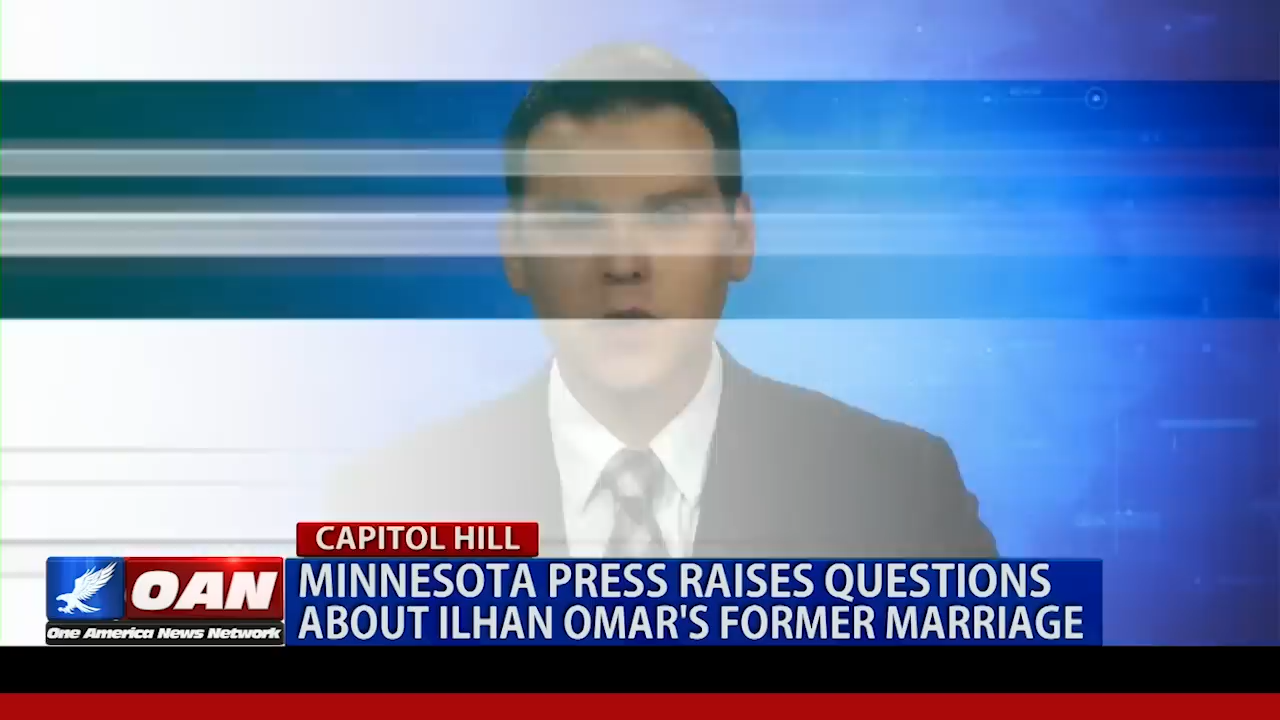 CAPITOL HILL
OAN
One America News Network
MINNESOTA PRESS RAISES QUESTIONS
ABOUT ILHAN OMAR'S FORMER MARRIAGE